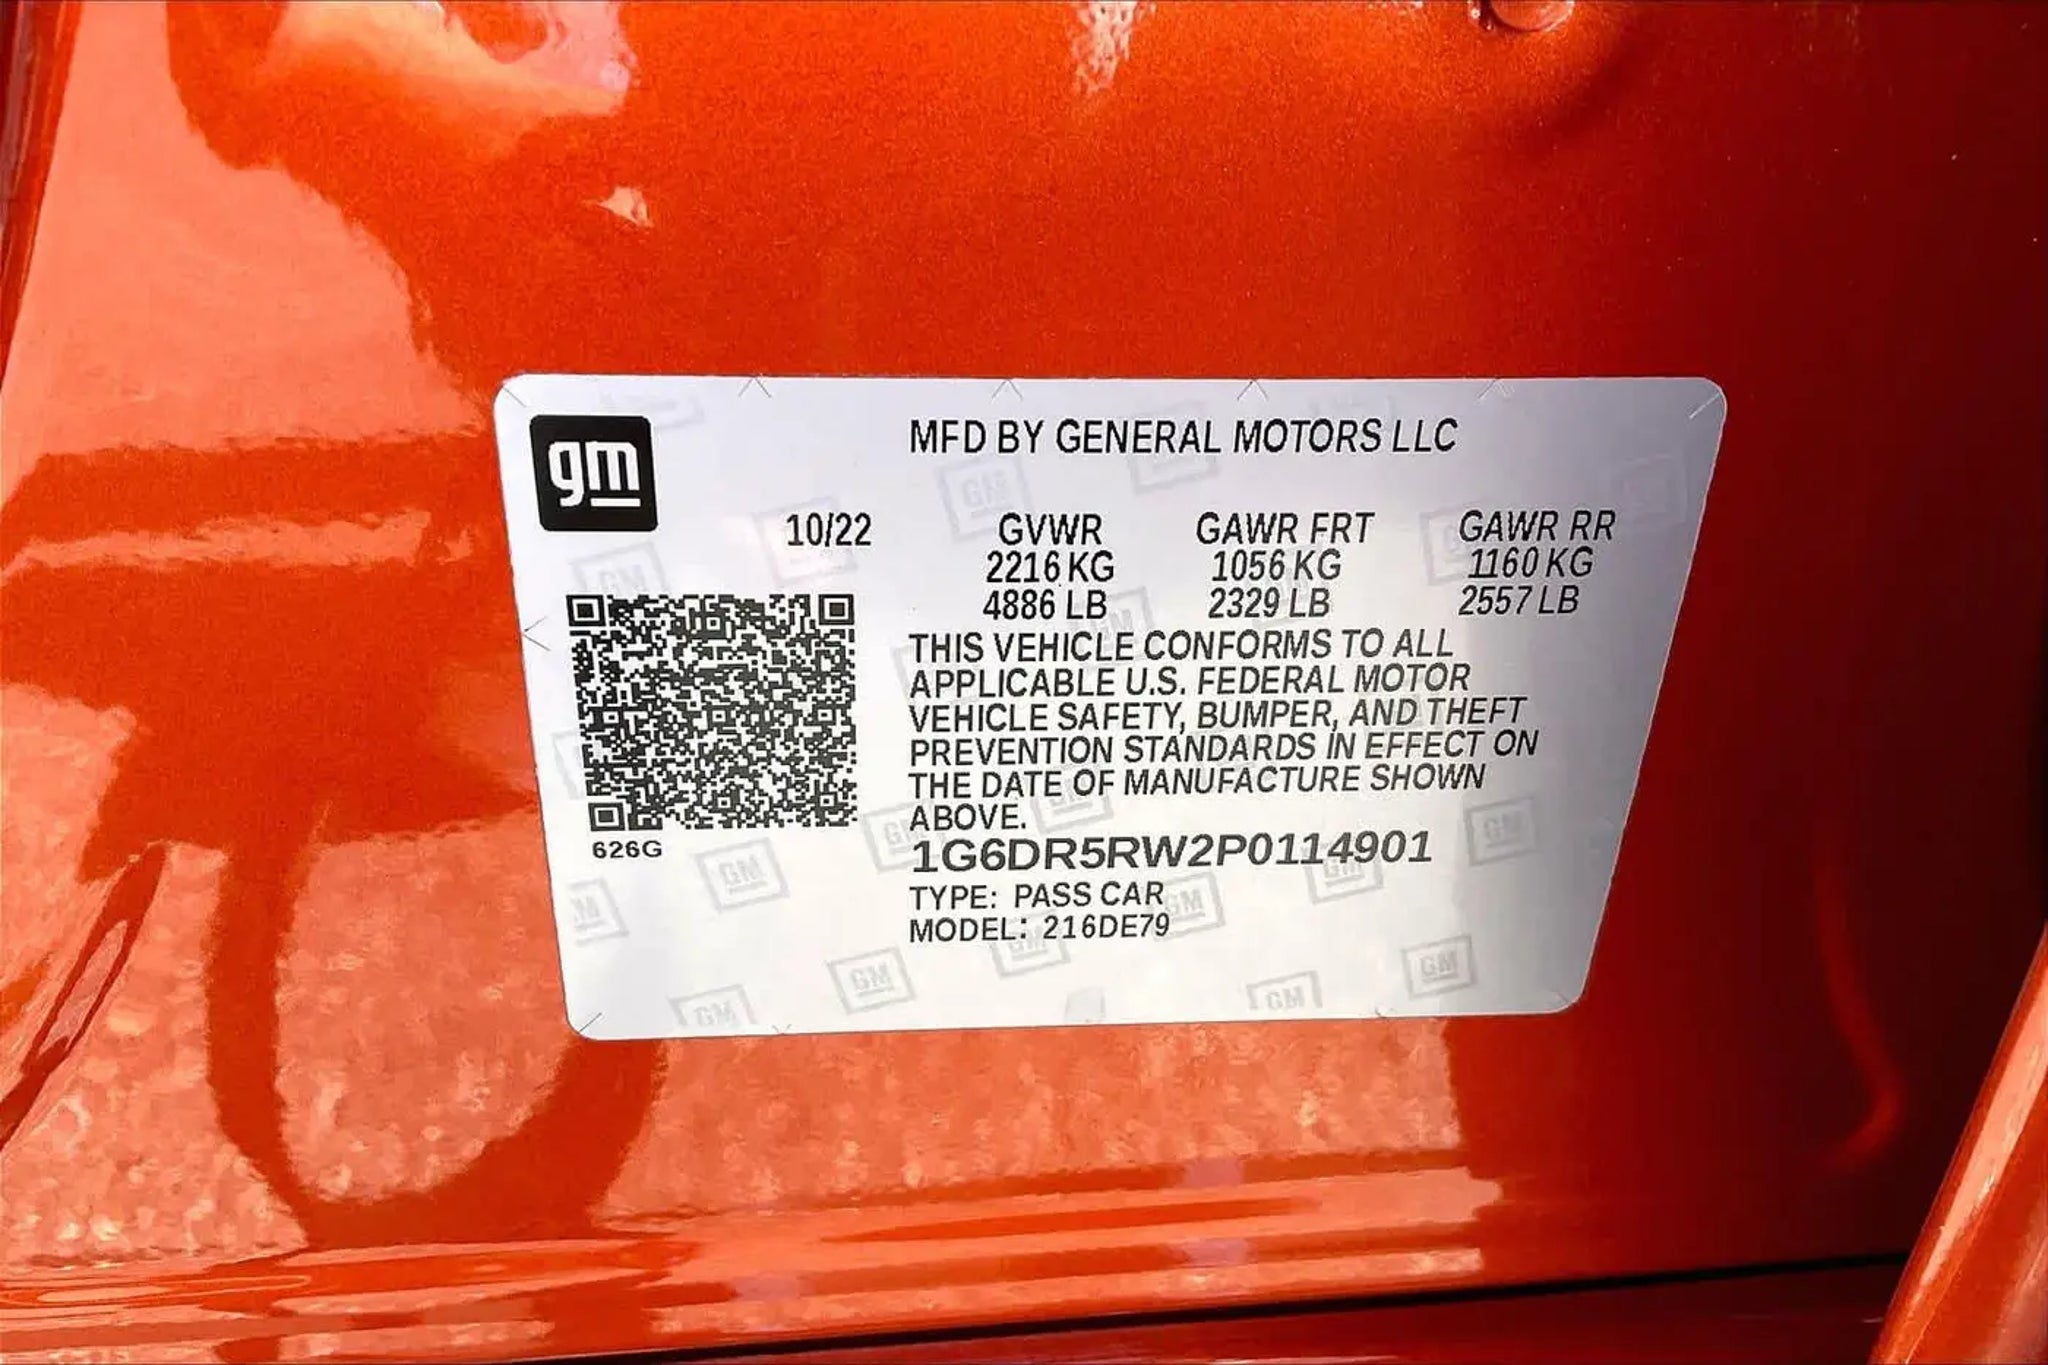 gm
MFD BY GENERAL MOTORS LLC
10/22 GVWR GAWR FRT GAWR RR
2216 KG 1056 KG 1160 KG
4886 LB 2329 LB 2557 LB
THIS VEHICLE CONFORMS TO ALL
APPLICABLE U.S. FEDERAL MOTOR
VEHICLE SAFETY, BUMPER, AND THEFT
PREVENTION STANDARDS IN EFFECT ON
THE DATE OF MANUFACTURE SHOWN
ABOVE.
626G
1G6DR5RW2P0114901
TYPE: PASS CAR
MODEL: 216DE79